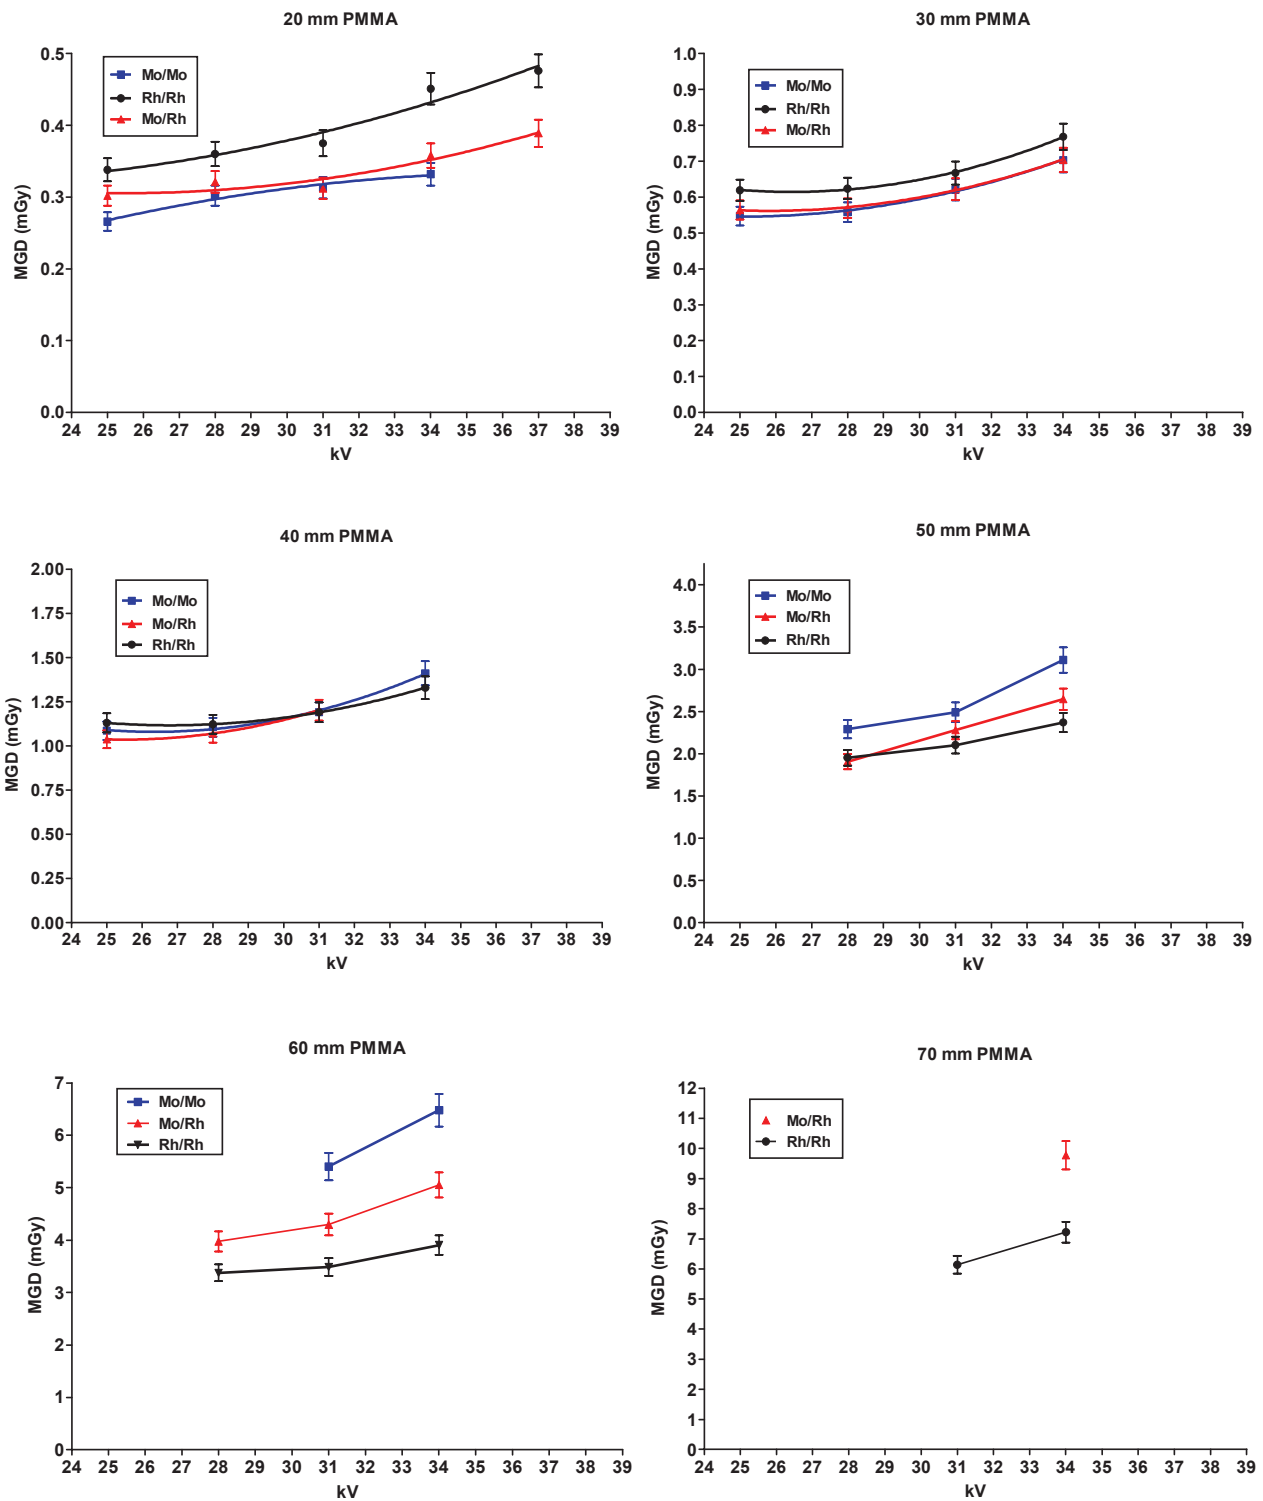 20 mm PMMA
0.5
0.4
0.3
0.2
0.1
0.0
MGD (mGy)
Mo/Mo
Rh/Rh
Mo/Rh
24 25 26 27 28 29 30 31 32 33 34 35 36 37 38 39
kV
30 mm PMMA
1.0
0.9
0.8
0.7
0.6
0.5
0.4
0.3
0.2
0.1
0.0
MGD (mGy)
Mo/Mo
Rh/Rh
Mo/Rh
24 25 26 27 28 29 30 31 32 33 34 35 36 37 38 39
kV
40 mm PMMA
2.00
1.75
1.50
1.25
1.00
0.75
0.50
0.25
0.00
MGD (mGy)
Mo/Mo
Mo/Rh
Rh/Rh
24 25 26 27 28 29 30 31 32 33 34 35 36 37 38 39
kV
50 mm PMMA
4.0
3.5
3.0
2.5
2.0
1.5
1.0
0.5
0.0
MGD (mGy)
Mo/Mo
Mo/Rh
Rh/Rh
24 25 26 27 28 29 30 31 32 33 34 35 36 37 38 39
kV
60 mm PMMA
7
6
5
4
3
2
1
0
MGD (mGy)
Mo/Mo
Mo/Rh
Rh/Rh
24 25 26 27 28 29 30 31 32 33 34 35 36 37 38 39
kV
70 mm PMMA
12
11
10
9
8
7
6
5
4
3
2
1
0
MGD (mGy)
Mo/Rh
Rh/Rh
24 25 26 27 28 29 30 31 32 33 34 35 36 37 38 39
kV